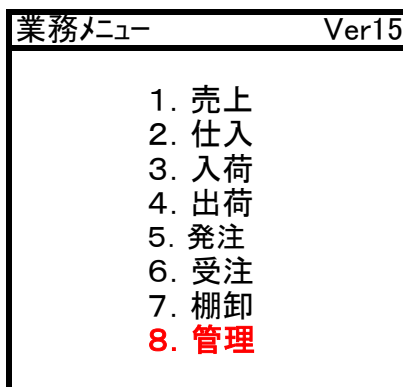 業務ﾒﾆｭｰ Ver15
１．売上
２．仕入
３．入荷
４．出荷
５．発注
６．受注
７．棚卸
８．管理